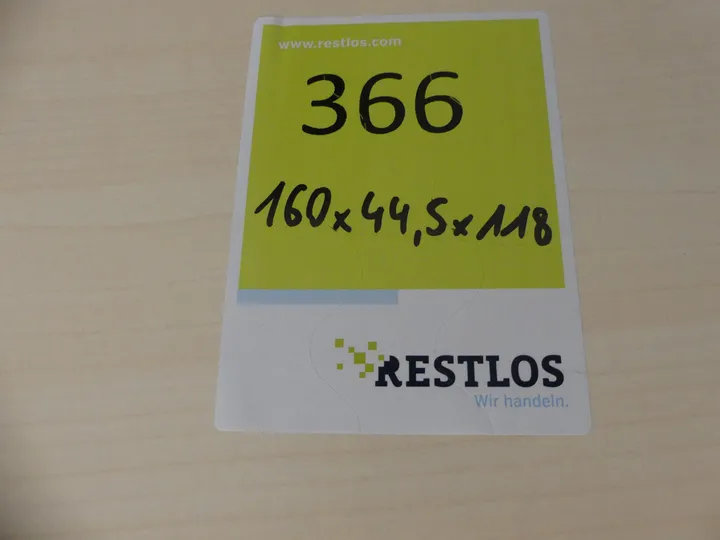 www.restlos.com
366
160x44,5x118
RESTLOS
Wir handeln.